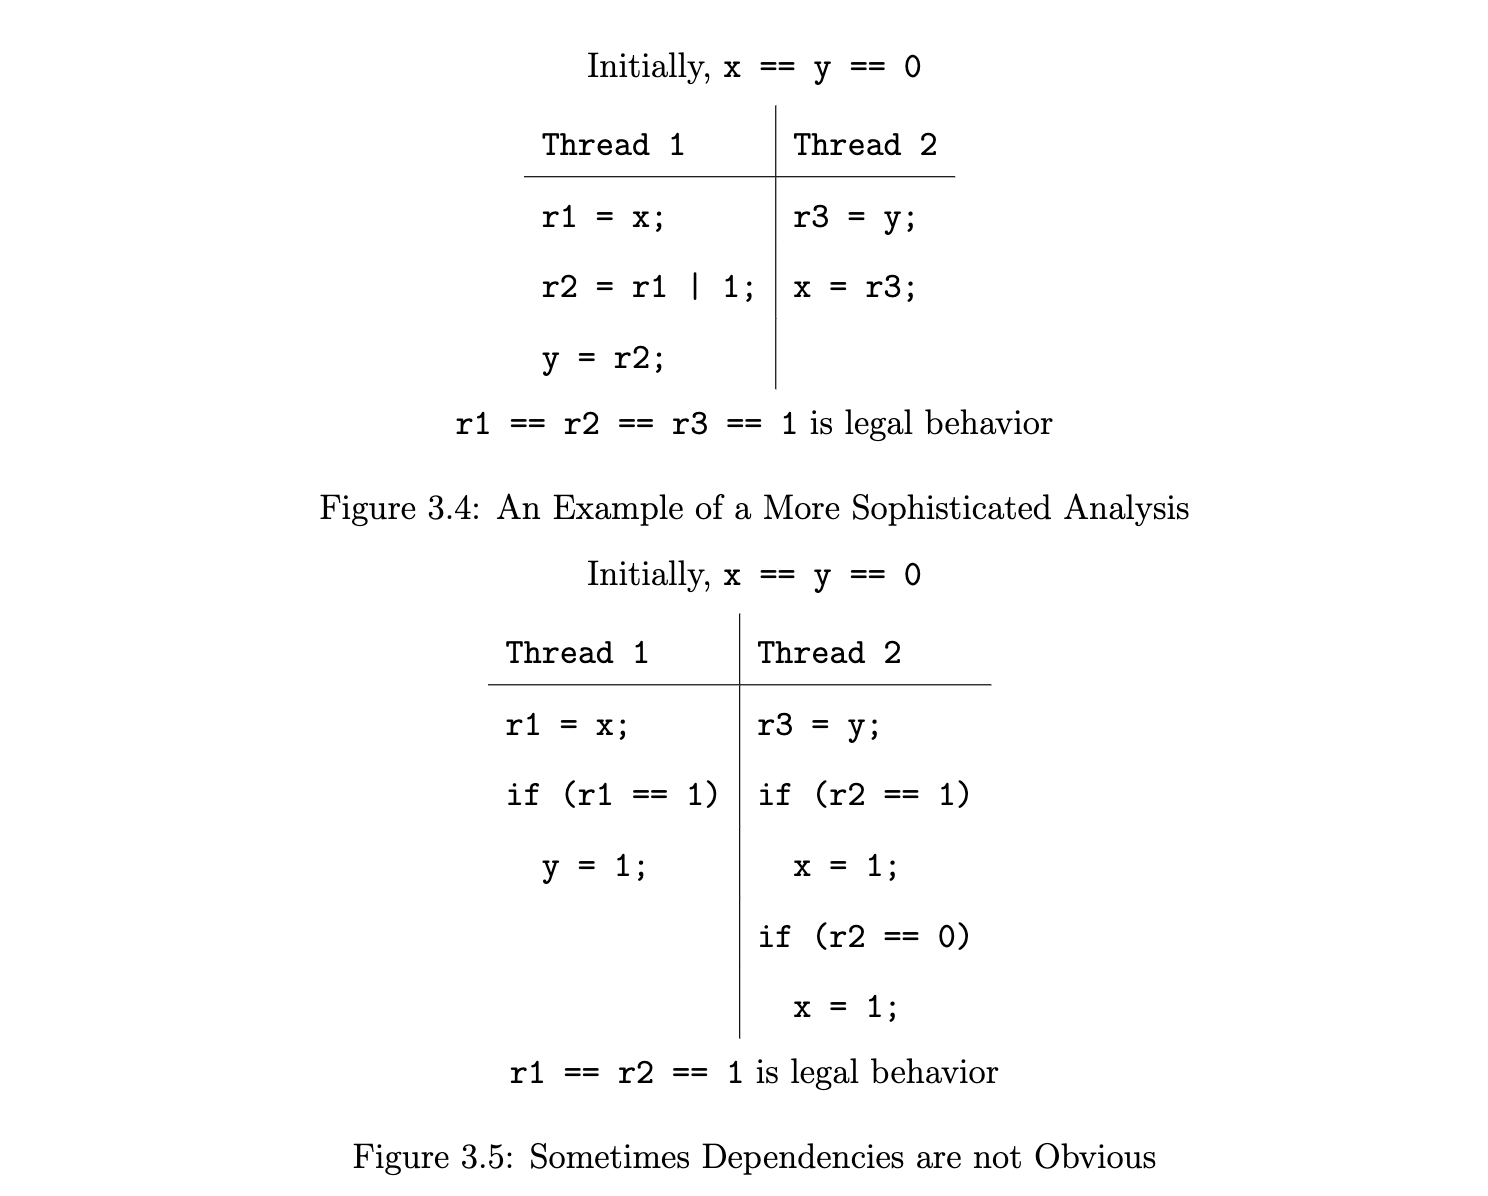 Initially, x == y == 0
Thread 1 Thread 2
r1 = x; r3 = y;
r2 = r1 | 1; x = r3;
y = r2;
r1 == r2 == r3 == 1 is legal behavior
Figure 3.4: An Example of a More Sophisticated Analysis
Initially, x == y == 0
Thread 1 Thread 2
r1 = x; r3 = y;
if (r1 == 1) if (r2 == 1)
y = 1; x = 1;
if (r2 == 0)
x = 1;
r1 == r2 == 1 is legal behavior
Figure 3.5: Sometimes Dependencies are not Obvious